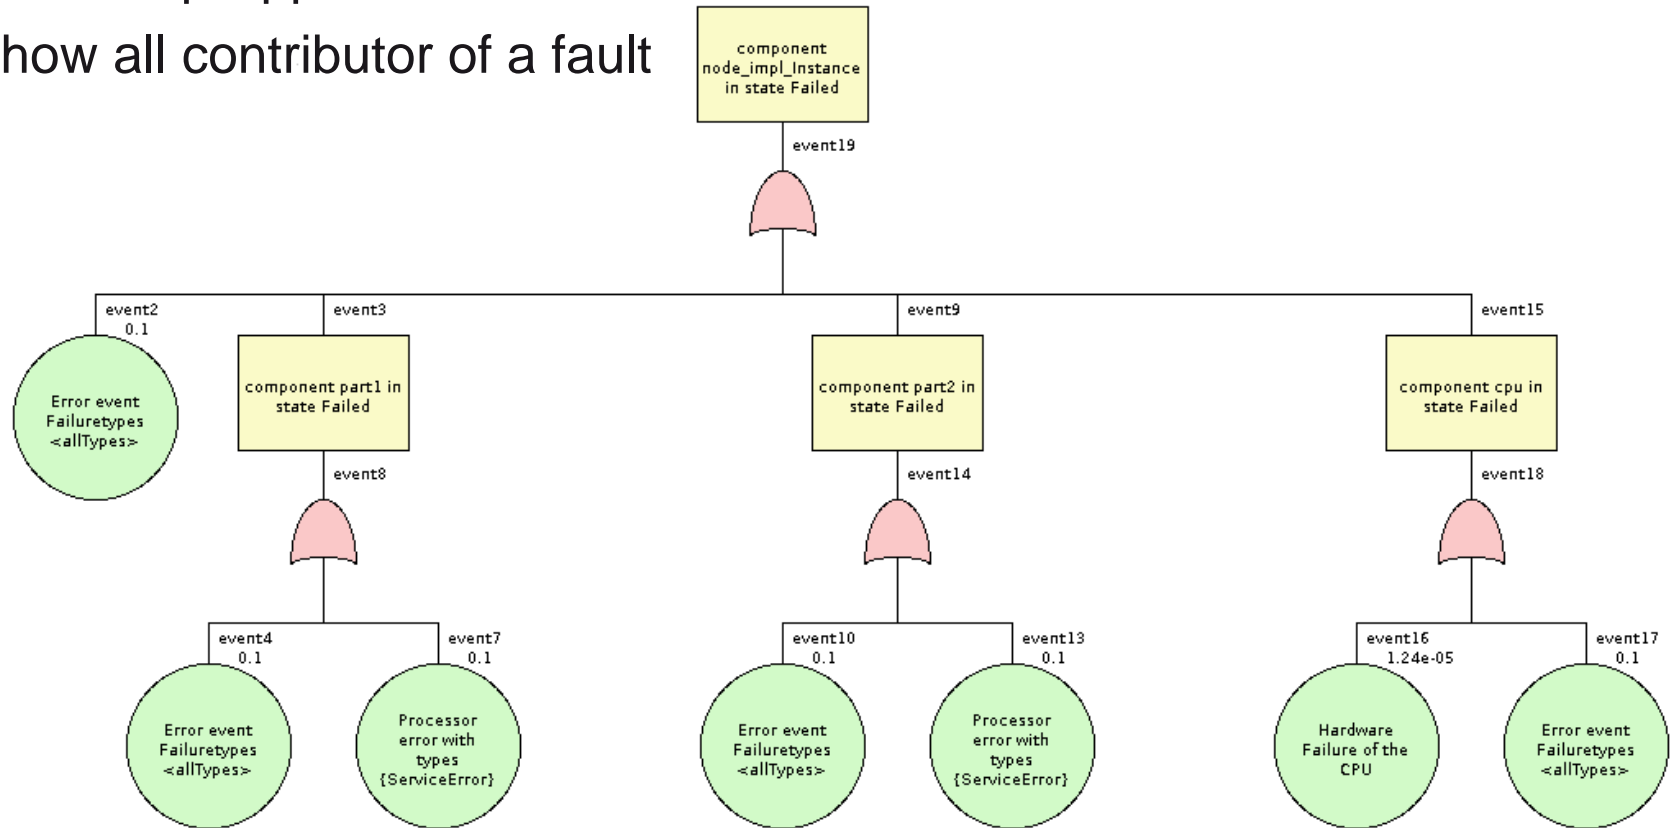 how all contributor of a fault
component
node_impl_Instance
in state Failed
event19
event2
0.1
event3
event9
event15
Error event
Failuretypes
<allTypes>
component part1 in
state Failed
component part2 in
state Failed
component cpu in
state Failed
event8
event14
event18
event4
0.1
event7
0.1
event10
0.1
event13
0.1
event16
1.24e-05
event17
0.1
Error event
Failuretypes
<allTypes>
Processor
error with
types
{ServiceError}
Error event
Failuretypes
<allTypes>
Processor
error with
types
{ServiceError}
Hardware
Failure of the
CPU
Error event
Failuretypes
<allTypes>